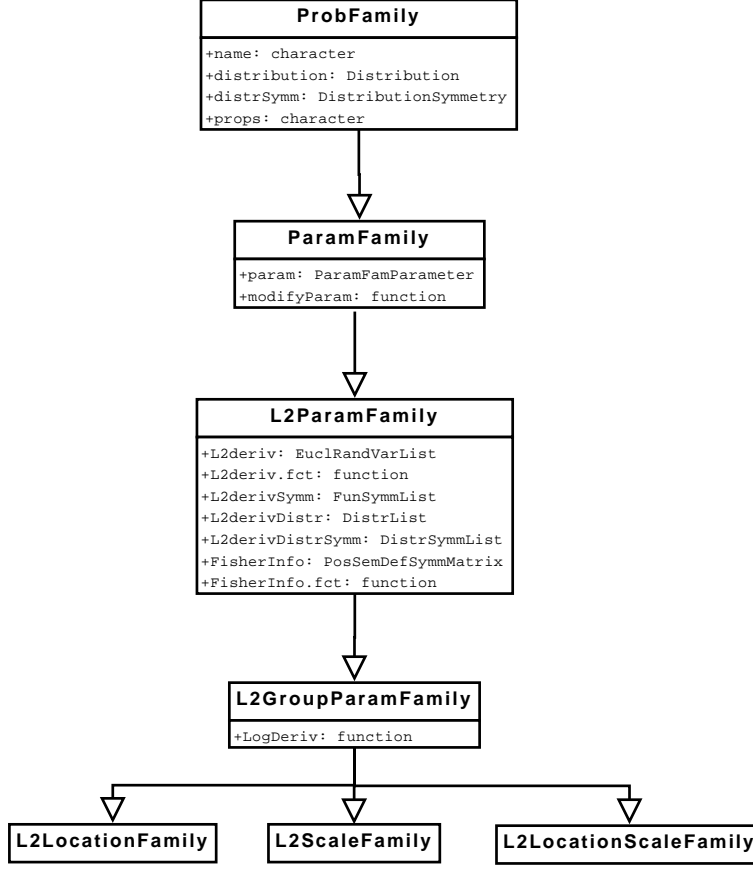 ProbFamily
+name: character
+distribution: Distribution
+distrSymm: DistributionSymmetry
+props: character
ParamFamily
+param: ParamFamParameter
+modifyParam: function
L2ParamFamily
+L2deriv: EuclRandVarList
+L2deriv.fct: function
+L2derivSymm: FunSymmList
+L2derivDistr: DistrList
+L2derivDistrSymm: DistrSymmList
+FisherInfo: PosSemDefSymmMatrix
+FisherInfo.fct: function
L2GroupParamFamily
+LogDeriv: function
L2LocationFamily
L2ScaleFamily
L2LocationScaleFamily